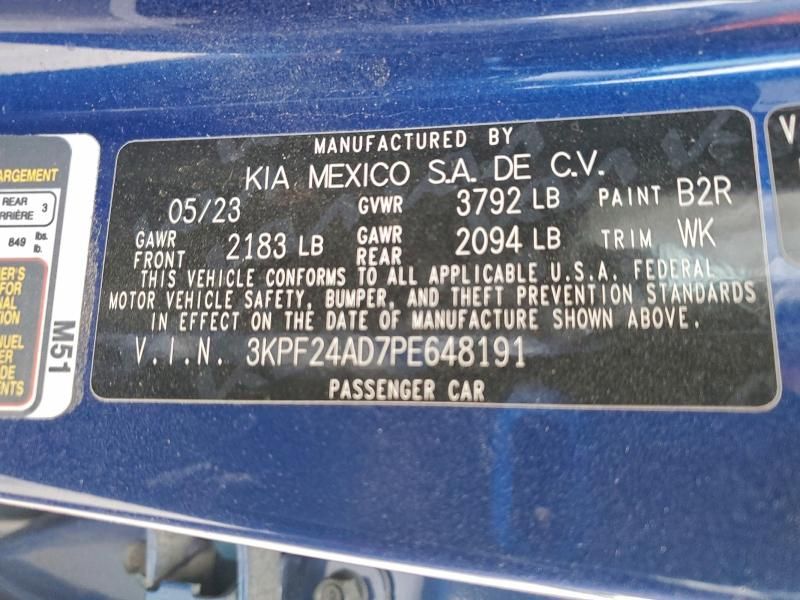 ARGEMENT
REAR 3
849 lbs.
M51
MANUFACTURED BY
KIA MEXICO S.A. DE C.V.
05/23 GVWR 3792 LB PAINT B2R
GAWR FRONT 2183 LB GAWR REAR 2094 LB TRIM WK
THIS VEHICLE CONFORMS TO ALL APPLICABLE U.S.A. FEDERAL
MOTOR VEHICLE SAFETY, BUMPER, AND THEFT PREVENTION STANDARDS
IN EFFECT ON THE DATE OF MANUFACTURE SHOWN ABOVE.
V.I.N. 3KPF24AD7PE648191
PASSENGER CAR
V